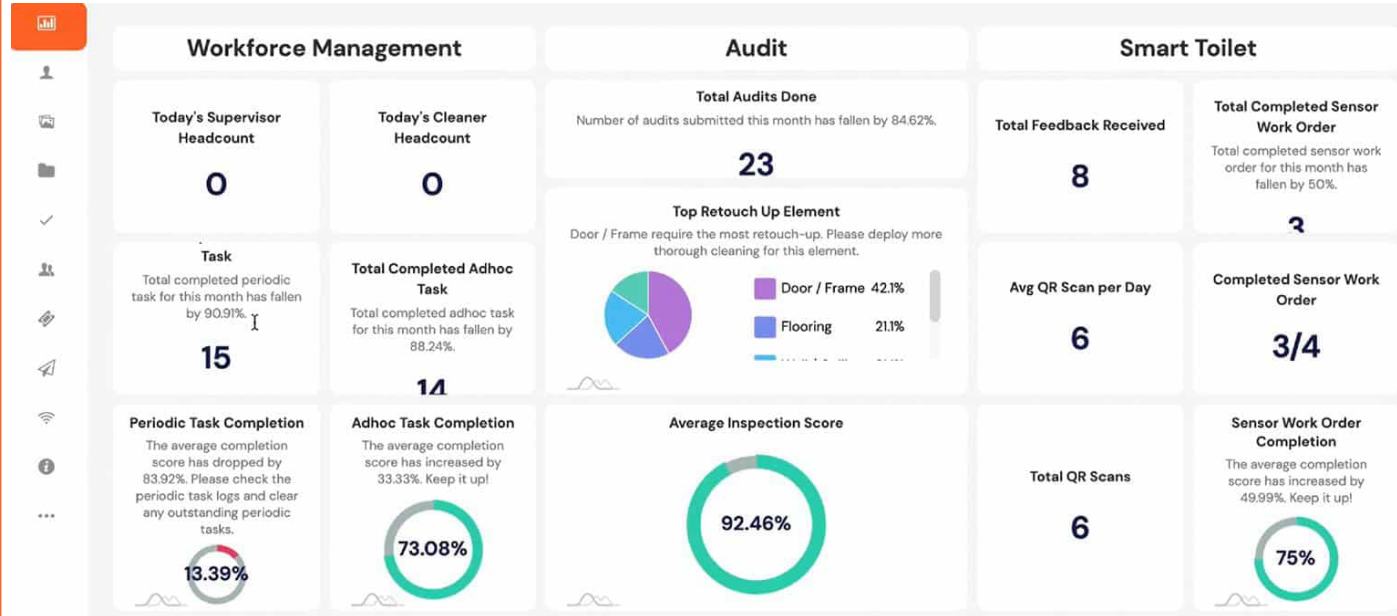 Workforce Management
Audit
Smart Toilet
Today's Supervisor
Headcount
0
Today's Cleaner
Headcount
0
Total Audits Done
Number of audits submitted this month has fallen by 84.62%.
23
Total Feedback Received
8
Total Completed Sensor
Work Order
Total completed sensor work
order for this month has
fallen by 50%.
3
Task
Total completed periodic
task for this month has fallen
by 90.91%.
15
Total Completed Adhoc
Task
Total completed adhoc task
for this month has fallen by
88.24%.
14
Top Retouch Up Element
Door / Frame require the most retouch-up. Please deploy more
thorough cleaning for this element.
Door / Frame 42.1%
Flooring 21.1%
Avg QR Scan per Day
6
Completed Sensor Work
Order
3/4
Periodic Task Completion
The average completion
score has dropped by
83.92%. Please check the
periodic task logs and clear
any outstanding periodic
tasks.
13.39%
Adhoc Task Completion
The average completion
score has increased by
33.33%. Keep it up!
73.08%
Average Inspection Score
92.46%
Total QR Scans
6
Sensor Work Order
Completion
The average completion
score has increased by
49.99%. Keep it up!
75%